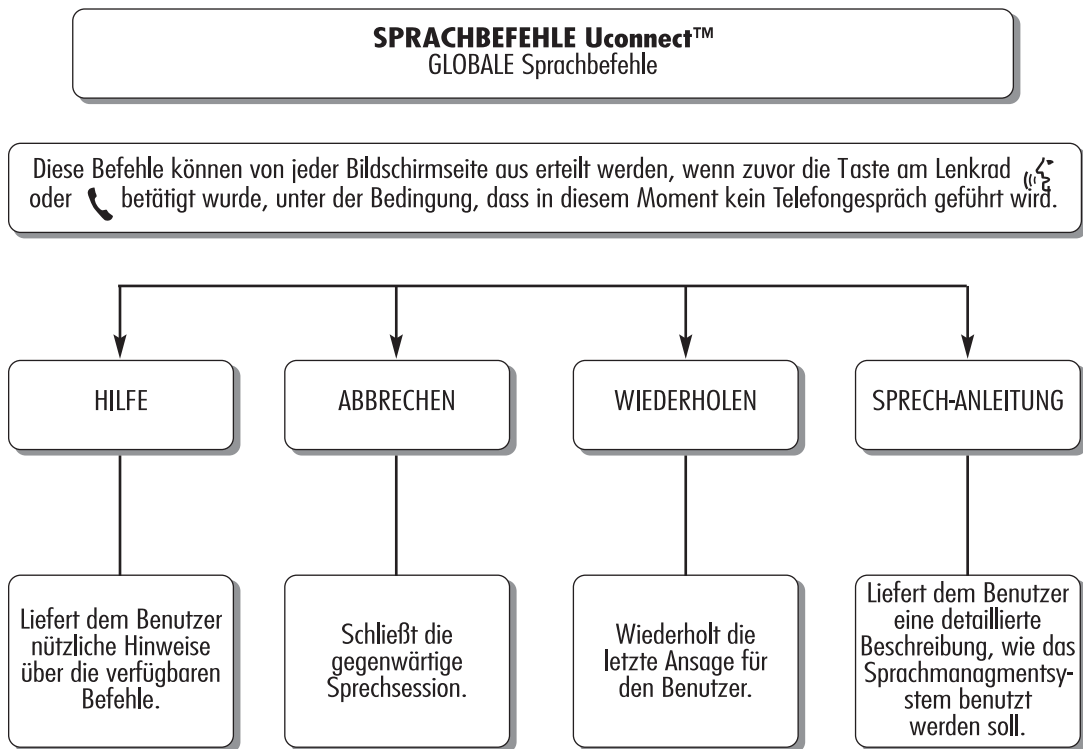 SPRACHBEFEHLE Uconnect™
GLOBALE Sprachbefehle
Diese Befehle können von jeder Bildschirmseite aus erteilt werden, wenn zuvor die Taste am Lenkrad
oder betätigt wurde, unter der Bedingung, dass in diesem Moment kein Telefongespräch geführt wird.
HILFE
ABBRECHEN
WIEDERHOLEN
SPRECH-ANLEITUNG
Liefert dem Benutzer
nützliche Hinweise
über die verfügbaren
Befehle.
Schließt die
gegenwärtige
Sprechsession.
Wiederholt die
letzte Ansage für
den Benutzer.
Liefert dem Benutzer
eine detaillierte
Beschreibung, wie das
Sprachmanagmentsy-
stem benutzt
werden soll.